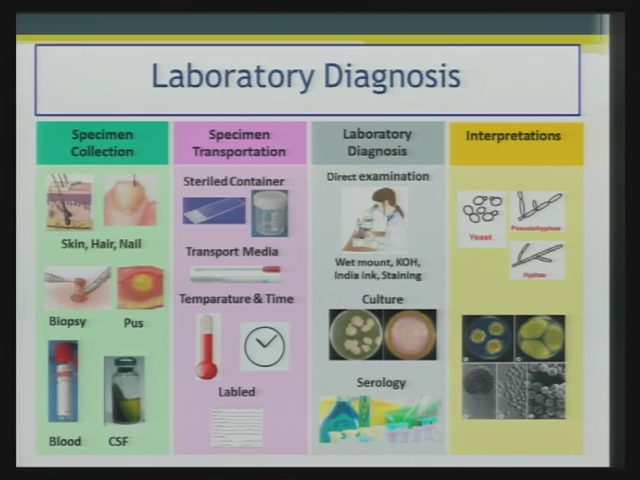 Laboratory Diagnosis
Specimen
Collection
Skin, Hair, Nail
Biopsy
Pus
Blood
CSF
Specimen
Transportation
Steriled Container
Transport Media
Temparature & Time
Labled
Laboratory
Diagnosis
Direct examination
Wet mount, KOH,
India ink, Staining
Culture
Serology
Interpretations
Yeast
Pseudohyphae
Hyphae